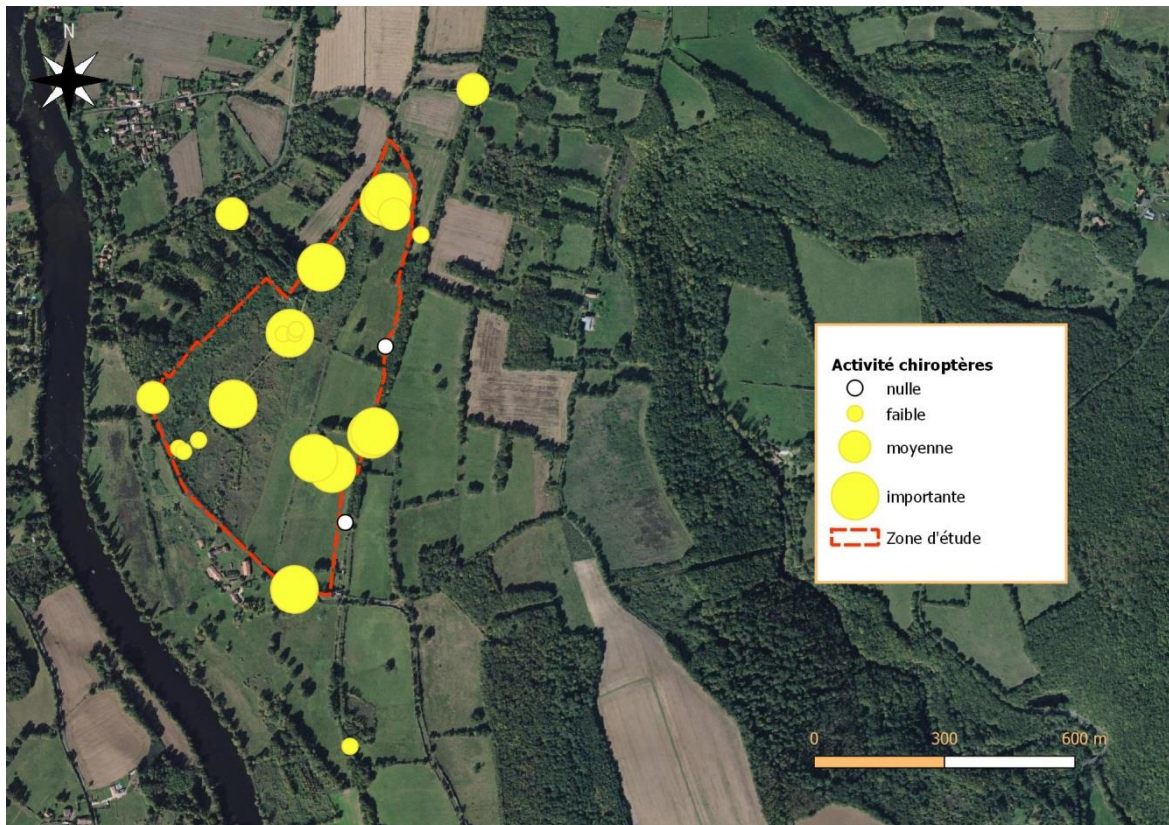 N
Activité chiroptères
nulle
faible
moyenne
importante
Zone d'étude
0 300 600 m